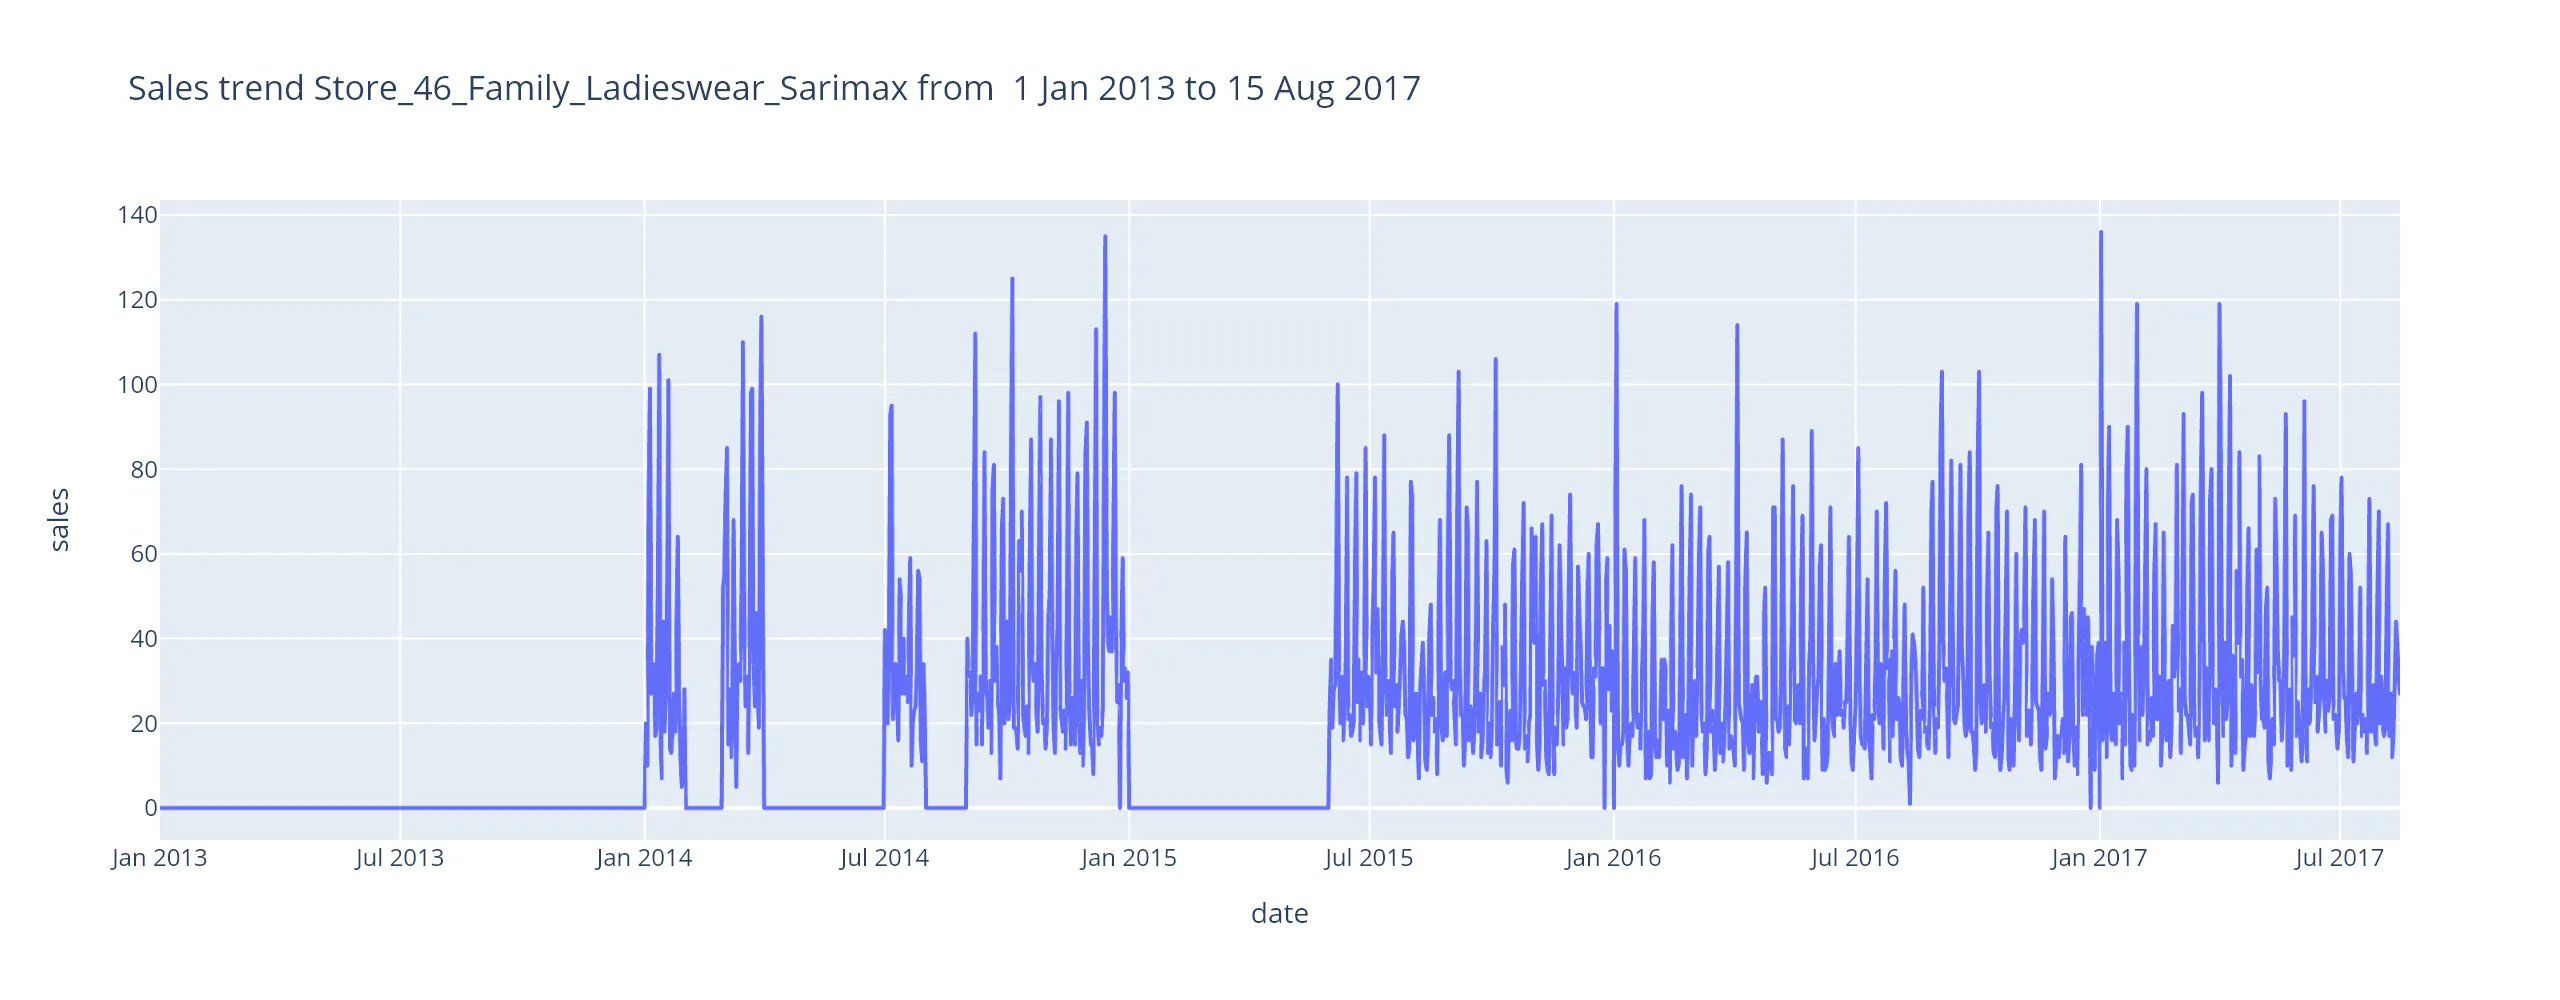 Sales trend Store_46_Family_Ladieswear_Sarimax from  1 Jan 2013 to 15 Aug 2017
140
120
100
80
60
40
20
0
sales
Jan 2013 Jul 2013 Jan 2014 Jul 2014 Jan 2015 Jul 2015 Jan 2016 Jul 2016 Jan 2017 Jul 2017
date